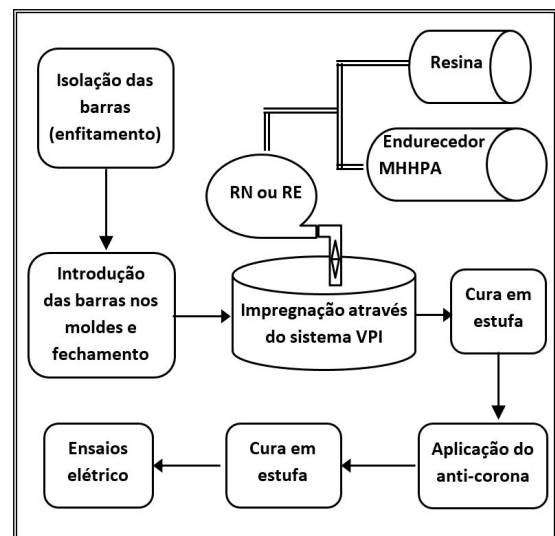 Isolação das
barras
(enfitamento)
Resina
Endurecedor
MHHPA
RN ou RE
Introdução
das barras nos
moldes e
fechamento
Impregnação através
do sistema VPI
Cura em
estufa
Aplicação do
anti-corona
Cura em
estufa
Ensaios
elétrico